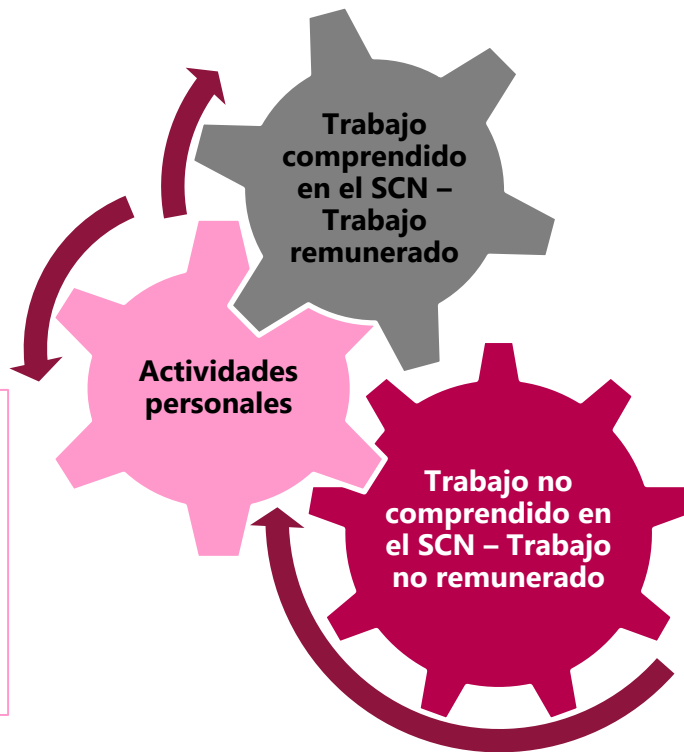 Trabajo
comprendido
en el SCN –
Trabajo
remunerado
Actividades
personales
Trabajo no
comprendido en
el SCN – Trabajo
no remunerado